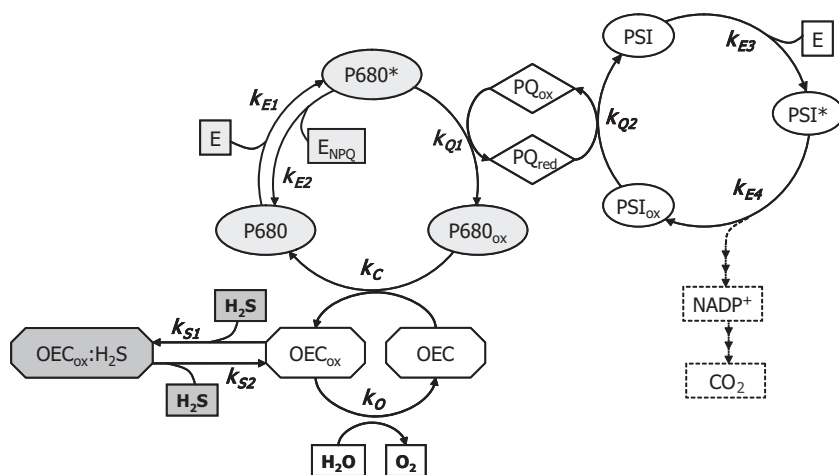 PSI
k_E3
E
P680*
k_E1
PQ_ox
k_Q2
PSI*
E
E_NPQ
k_Q1
PQ_red
k_E2
k_E4
PSI_ox
P680
P680_ox
k_C
NADP⁺
H₂S
k_S1
OEC_ox:H₂S
OEC_ox
OEC
k_S2
CO₂
H₂S
k_O
H₂O
O₂